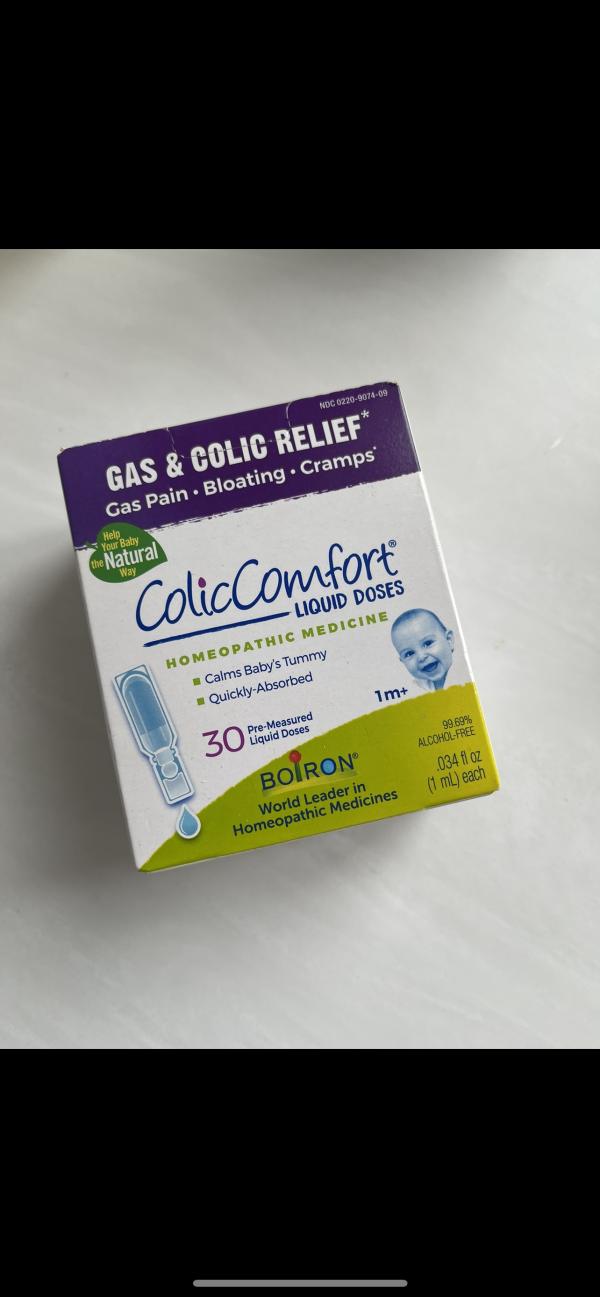 NDC 0220-9074-09
GAS & COLIC RELIEF*
Gas Pain • Bloating • Cramps*
Help
Your Baby
the Natural
Way
ColicComfort®
LIQUID DOSES
HOMEOPATHIC MEDICINE
Calms Baby's Tummy
Quickly-Absorbed
1m+
30 Pre-Measured
Liquid Doses
99.69%
ALCOHOL-FREE
BOIRON®
World Leader in
Homeopathic Medicines
.034 fl oz
(1 mL) each